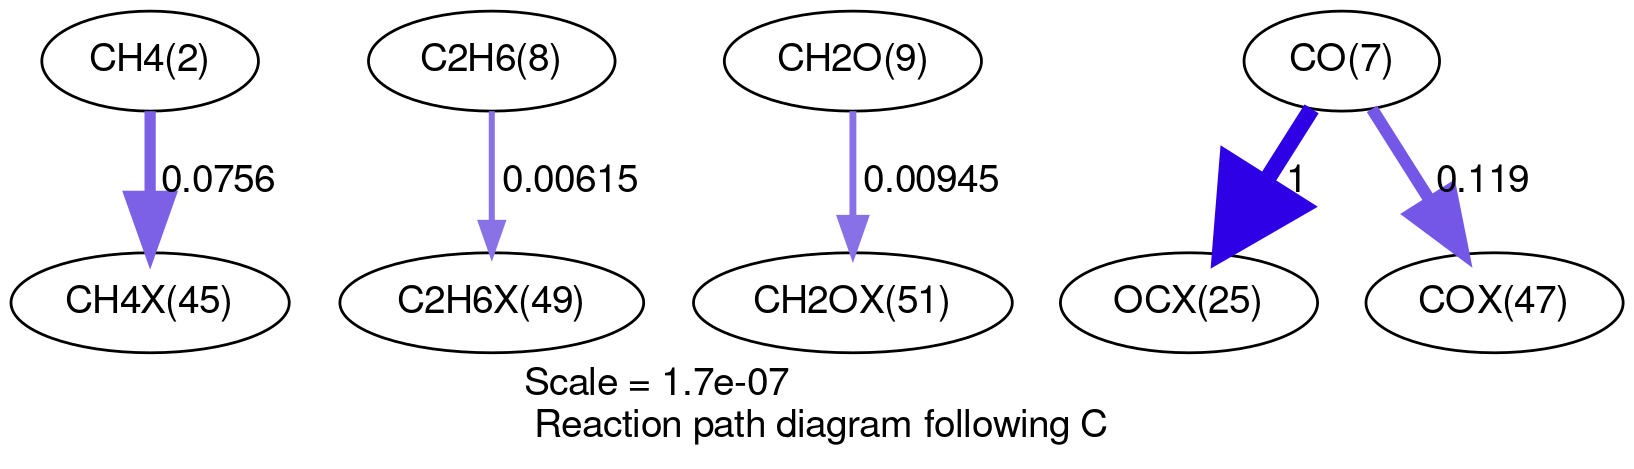 CH4(2) C2H6(8) CH2O(9) CO(7)
0.0756 0.00615 0.00945 1 0.119
CH4X(45) C2H6X(49) CH2OX(51) OCX(25) COX(47)
Scale = 1.7e-07
Reaction path diagram following C